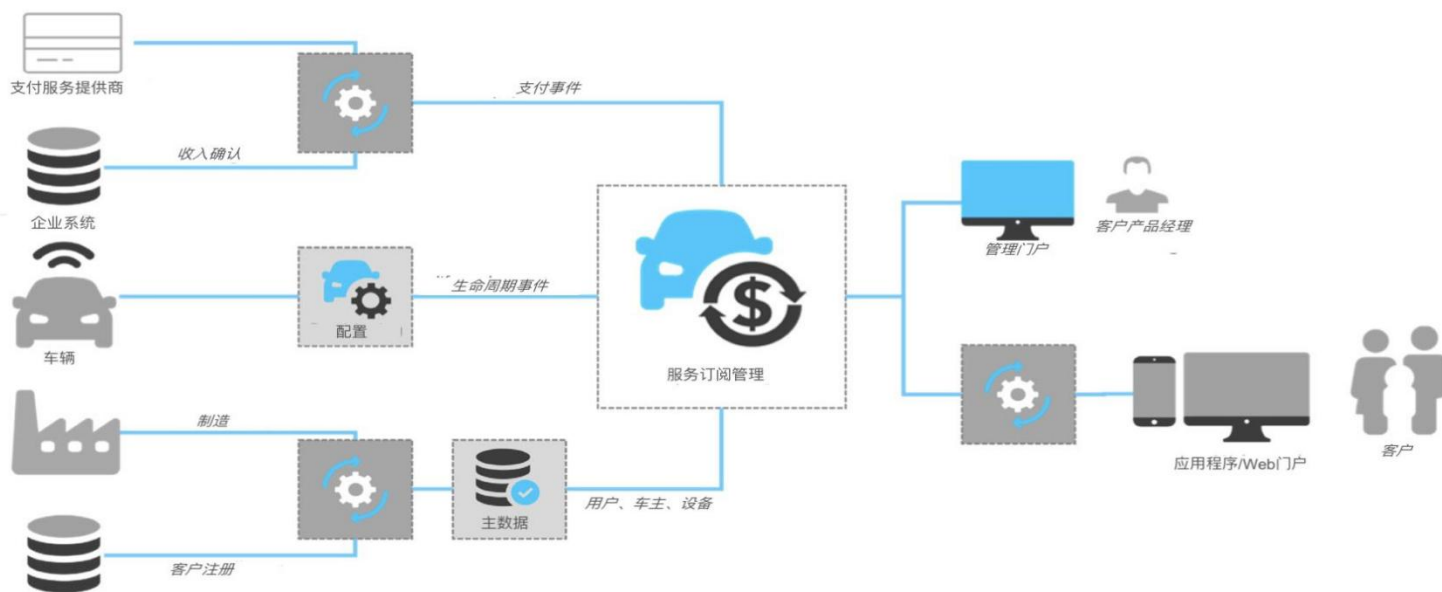 支付服务提供商
支付事件
收入确认
企业系统
管理门户
客户产品经理
生命周期事件
配置
车辆
服务订阅管理
制造
应用程序/Web门户
客户
主数据
用户、车主、设备
客户注册